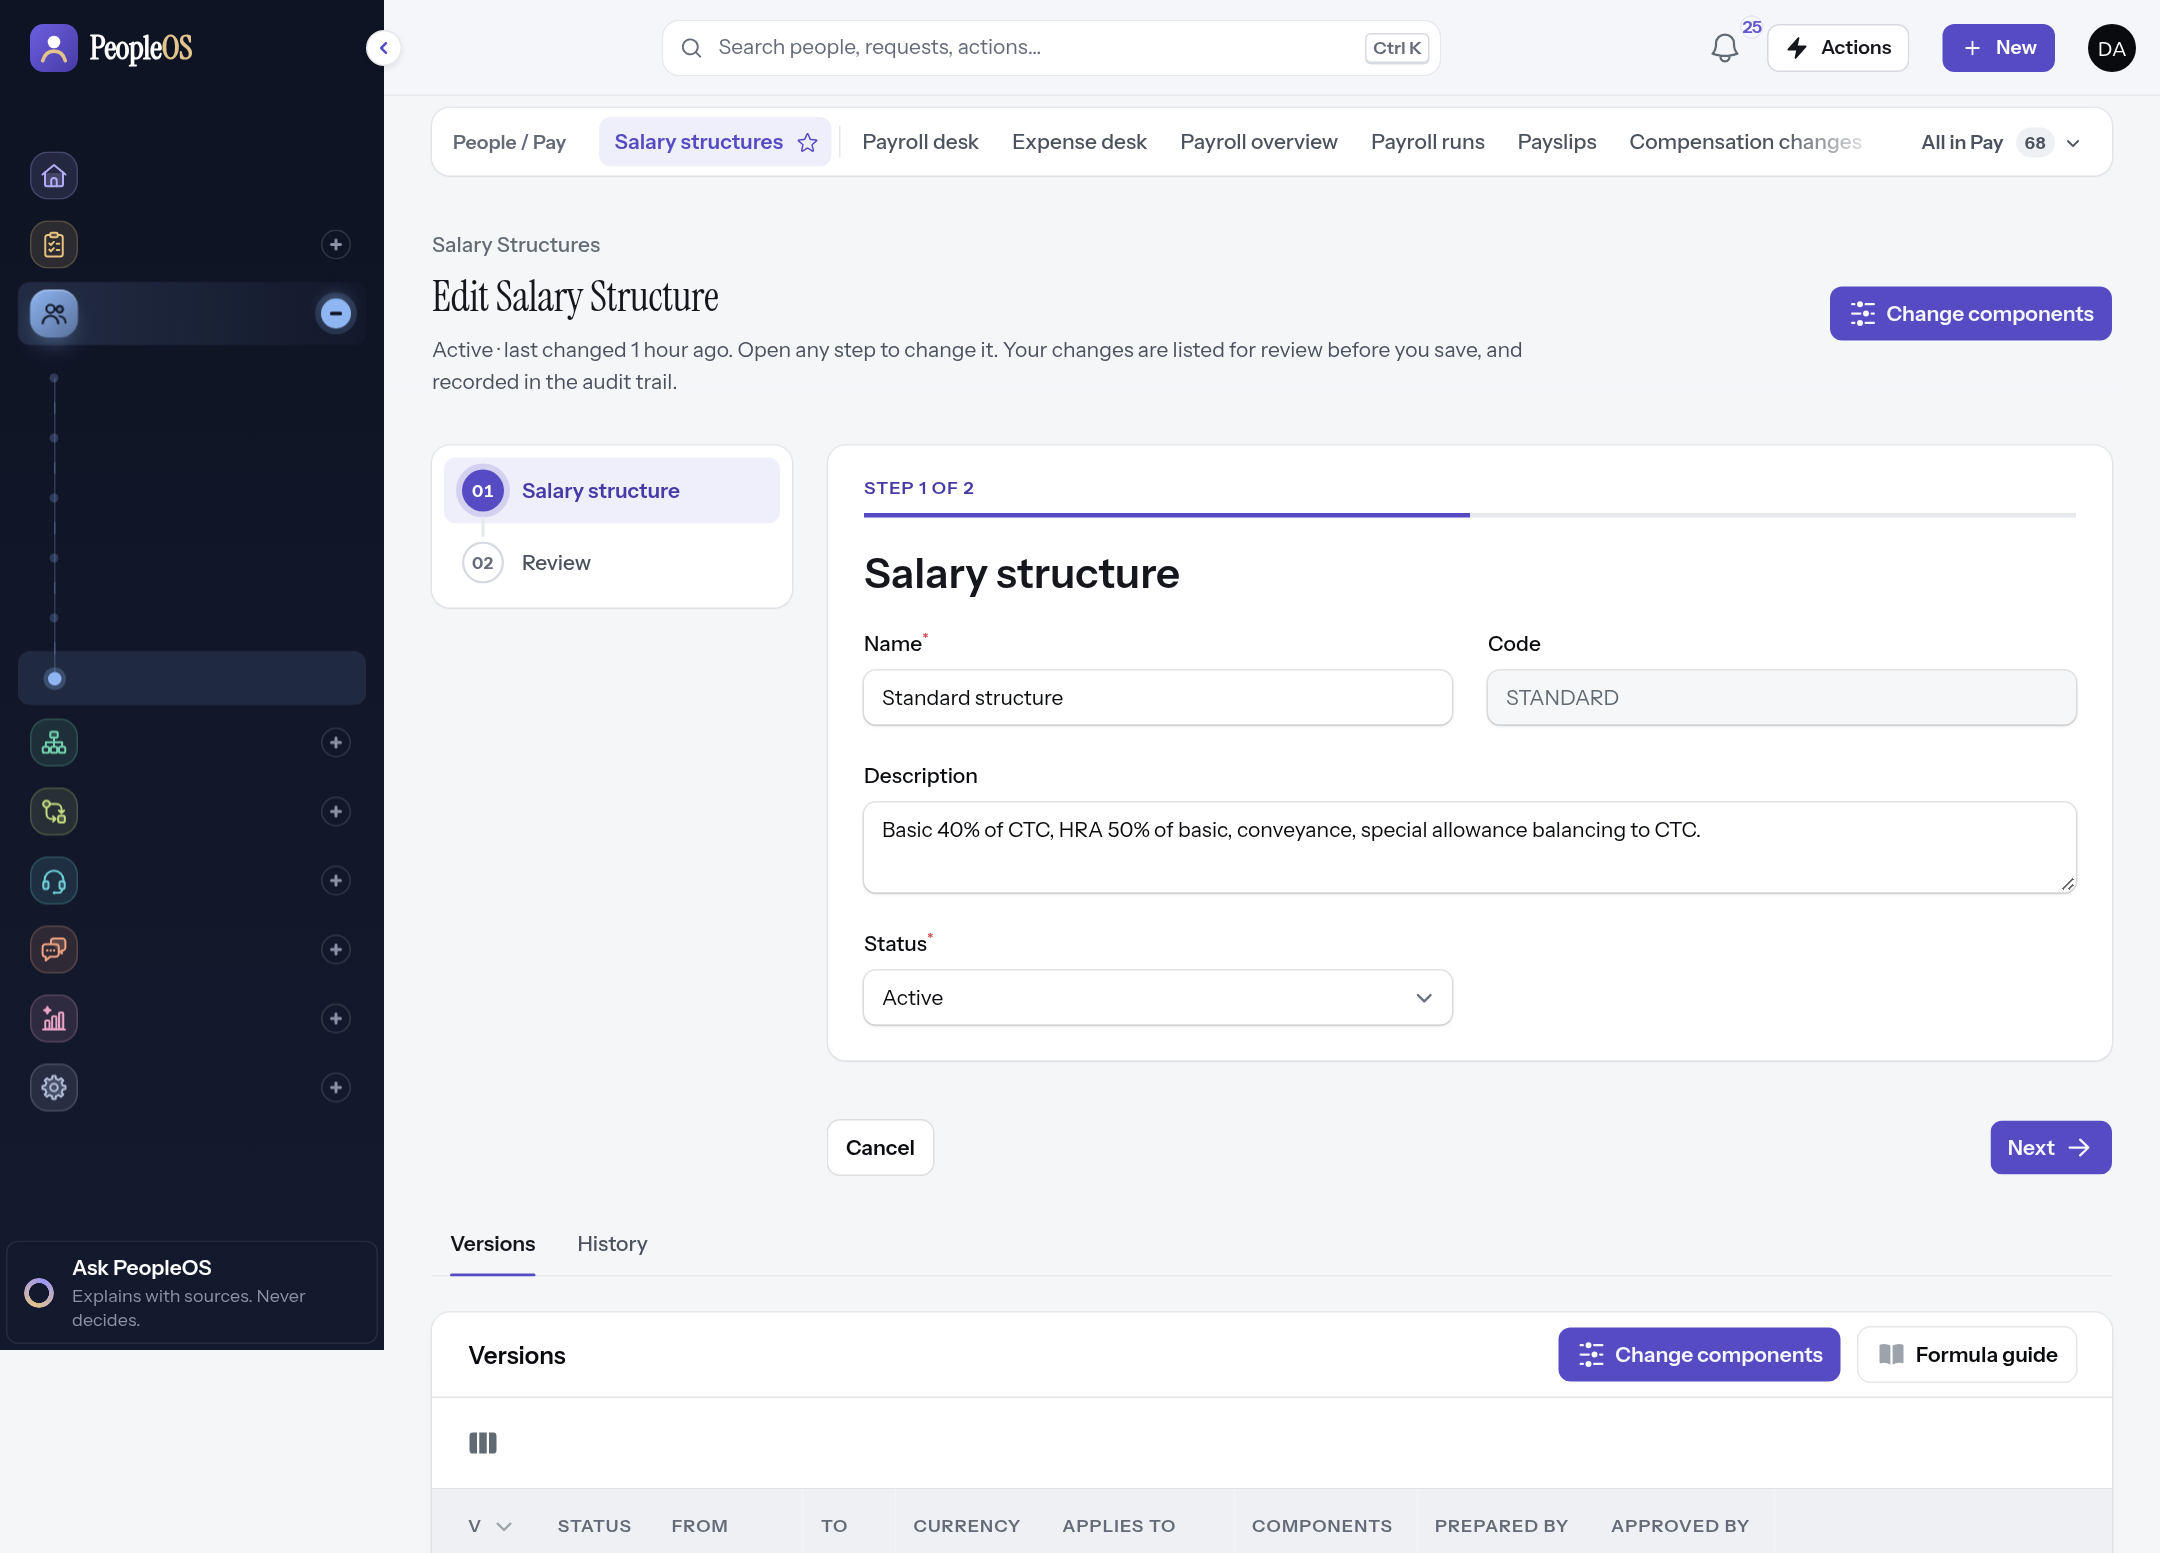 PeopleOS
Search people, requests, actions...
Ctrl K
25
Actions
New
DA
People / Pay
Salary structures
Payroll desk
Expense desk
Payroll overview
Payroll runs
Payslips
Compensation changes
All in Pay
68
Salary Structures
Edit Salary Structure
Active · last changed 1 hour ago. Open any step to change it. Your changes are listed for review before you save, and
recorded in the audit trail.
Change components
01
Salary structure
02
Review
STEP 1 OF 2
Salary structure
Name*
Code
Standard structure
STANDARD
Description
Basic 40% of CTC, HRA 50% of basic, conveyance, special allowance balancing to CTC.
Status*
Active
Cancel
Next
Versions
History
Ask PeopleOS
Explains with sources. Never
decides.
Versions
Change components
Formula guide
V
STATUS
FROM
TO
CURRENCY
APPLIES TO
COMPONENTS
PREPARED BY
APPROVED BY